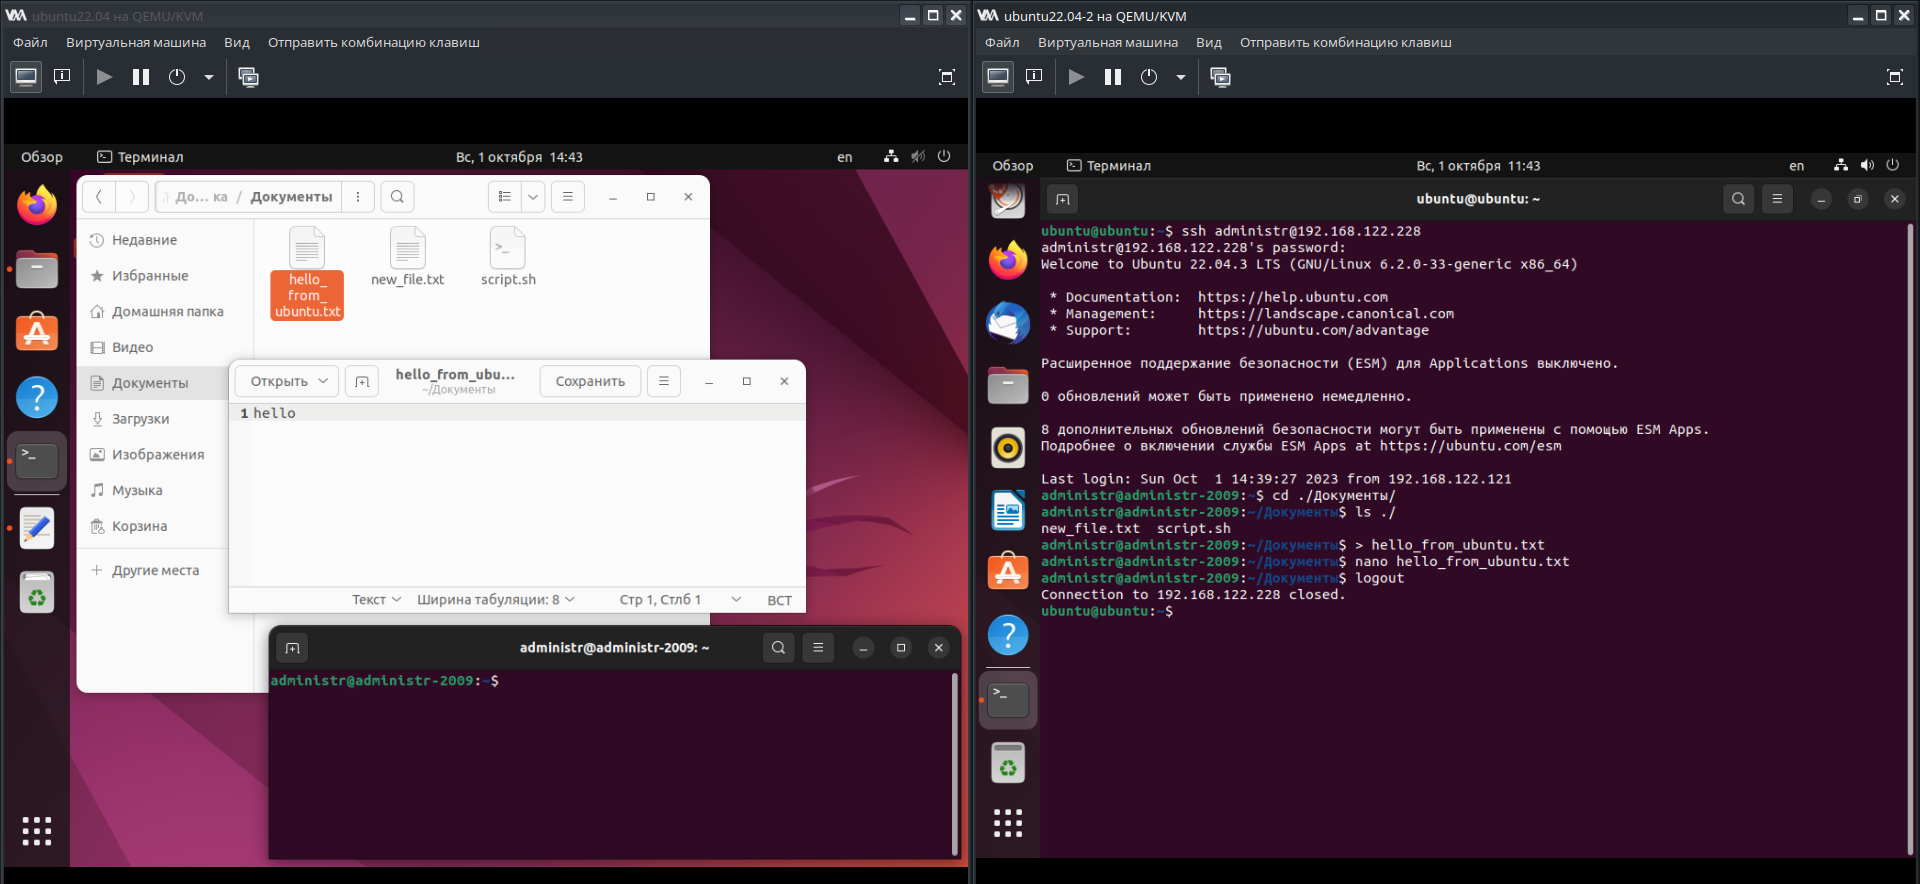 ubuntu22.04 на QEMU/KVM
Файл Виртуальная машина Вид Отправить комбинацию клавиш
Обзор Терминал Вс, 1 октября 14:43 en
До... ка / Документы
Недавние
Избранные
Домашняя папка
Видео
Документы
Загрузки
Изображения
Музыка
Корзина
Другие места
hello_
from_
ubuntu.txt
new_file.txt
script.sh
Открыть
hello_from_ubu...
~/Документы
Сохранить
1 hello
Текст Ширина табуляции: 8 Стр 1, Стлб 1 ВСТ
administr@administr-2009: ~
administr@administr-2009:~$
ubuntu22.04-2 на QEMU/KVM
Файл Виртуальная машина Вид Отправить комбинацию клавиш
Обзор Терминал Вс, 1 октября 11:43 en
ubuntu@ubuntu: ~
ubuntu@ubuntu:~$ ssh administr@192.168.122.228
administr@192.168.122.228's password:
Welcome to Ubuntu 22.04.3 LTS (GNU/Linux 6.2.0-33-generic x86_64)
* Documentation: https://help.ubuntu.com
* Management: https://landscape.canonical.com
* Support: https://ubuntu.com/advantage
Расширенное поддержание безопасности (ESM) для Applications выключено.
0 обновлений может быть применено немедленно.
8 дополнительных обновлений безопасности могут быть применены с помощью ESM Apps.
Подробнее о включении службы ESM Apps at https://ubuntu.com/esm
Last login: Sun Oct 1 14:39:27 2023 from 192.168.122.121
administr@administr-2009:~$ cd ./Документы/
administr@administr-2009:~/Документы$ ls ./
new_file.txt script.sh
administr@administr-2009:~/Документы$ > hello_from_ubuntu.txt
administr@administr-2009:~/Документы$ nano hello_from_ubuntu.txt
administr@administr-2009:~/Документы$ logout
Connection to 192.168.122.228 closed.
ubuntu@ubuntu:~$